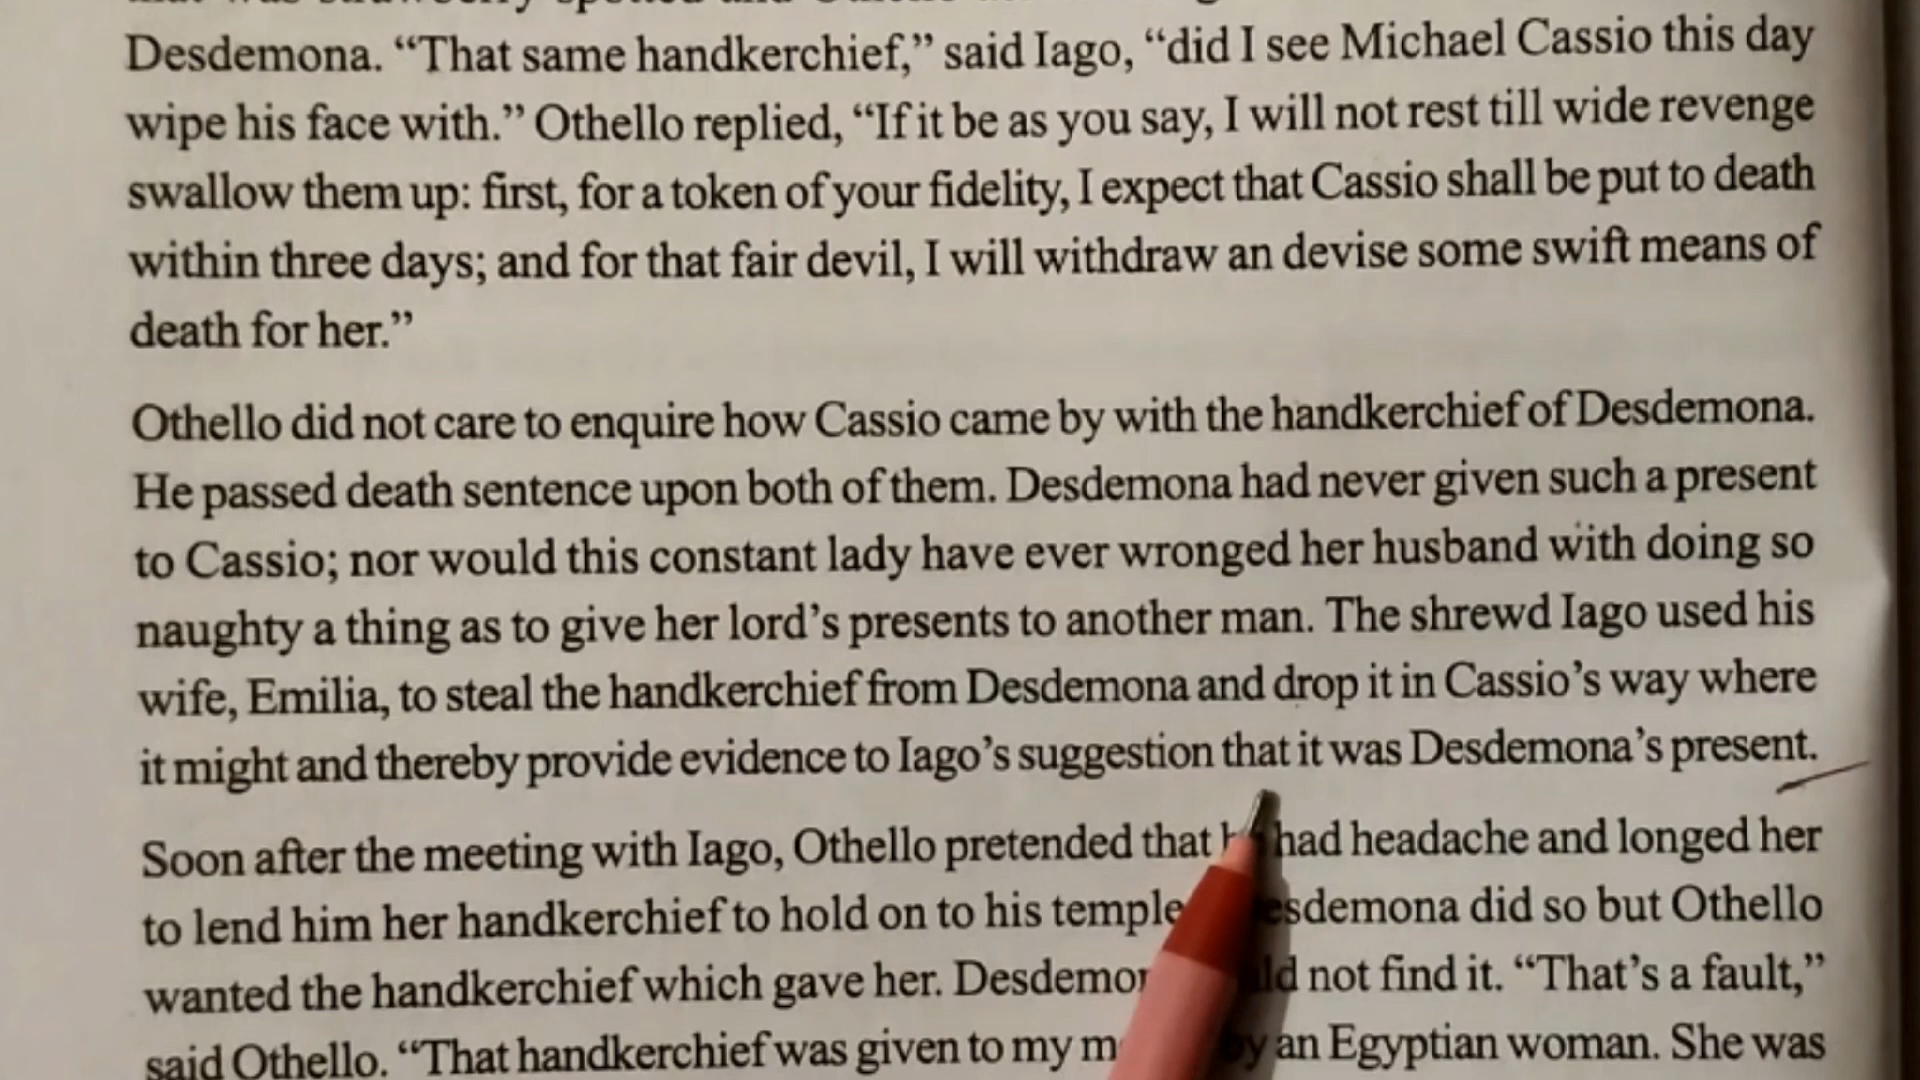 Desdemona. “That same handkerchief,” said Iago, “did I see Michael Cassio this day
wipe his face with.” Othello replied, “If it be as you say, I will not rest till wide revenge
swallow them up: first, for a token of your fidelity, I expect that Cassio shall be put to death
within three days; and for that fair devil, I will withdraw an devise some swift means of
death for her.”
Othello did not care to enquire how Cassio came by with the handkerchief of Desdemona.
He passed death sentence upon both of them. Desdemona had never given such a present
to Cassio; nor would this constant lady have ever wronged her husband with doing so
naughty a thing as to give her lord’s presents to another man. The shrewd Iago used his
wife, Emilia, to steal the handkerchief from Desdemona and drop it in Cassio’s way where
it might and thereby provide evidence to Iago’s suggestion that it was Desdemona’s present.
Soon after the meeting with Iago, Othello pretended that had headache and longed her
to lend him her handkerchief to hold on to his did so but Othello
wanted the handkerchief which gave her. not find it. “That’s a fault,”
said Othello. “That handkerchief was given to my an Egyptian woman. She was